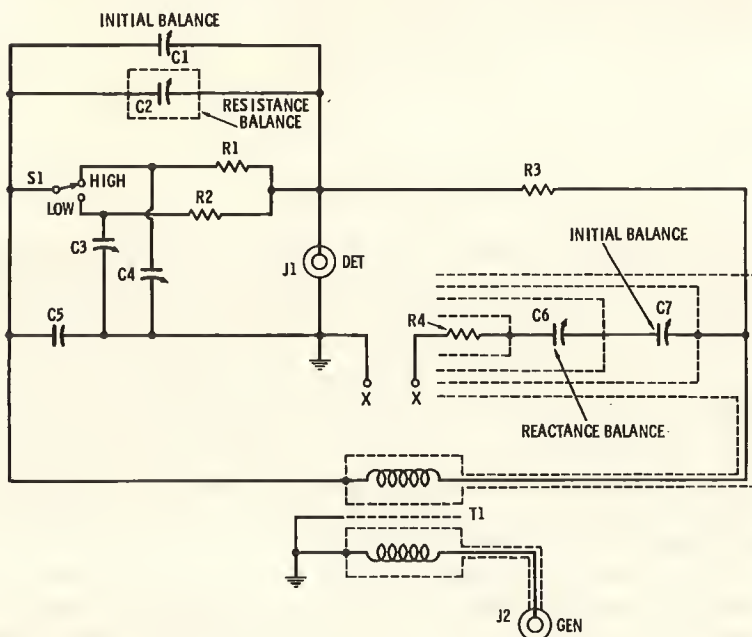 INITIAL BALANCE
C1
C2
RESISTANCE
BALANCE
R1
S1
HIGH
R2
LOW
R3
C3
C4
J1
DET
INITIAL BALANCE
C5
R4
C6
C7
X
X
REACTANCE BALANCE
T1
J2
GEN